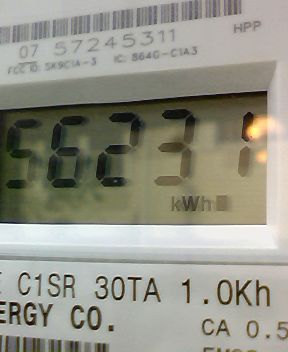 07 57245311
HPP
FCC ID: SK9C1A-3 IC: 864G-C1A3
56231
kWh
C1SR 30TA 1.0Kh
ERGY CO.
CA 0.5